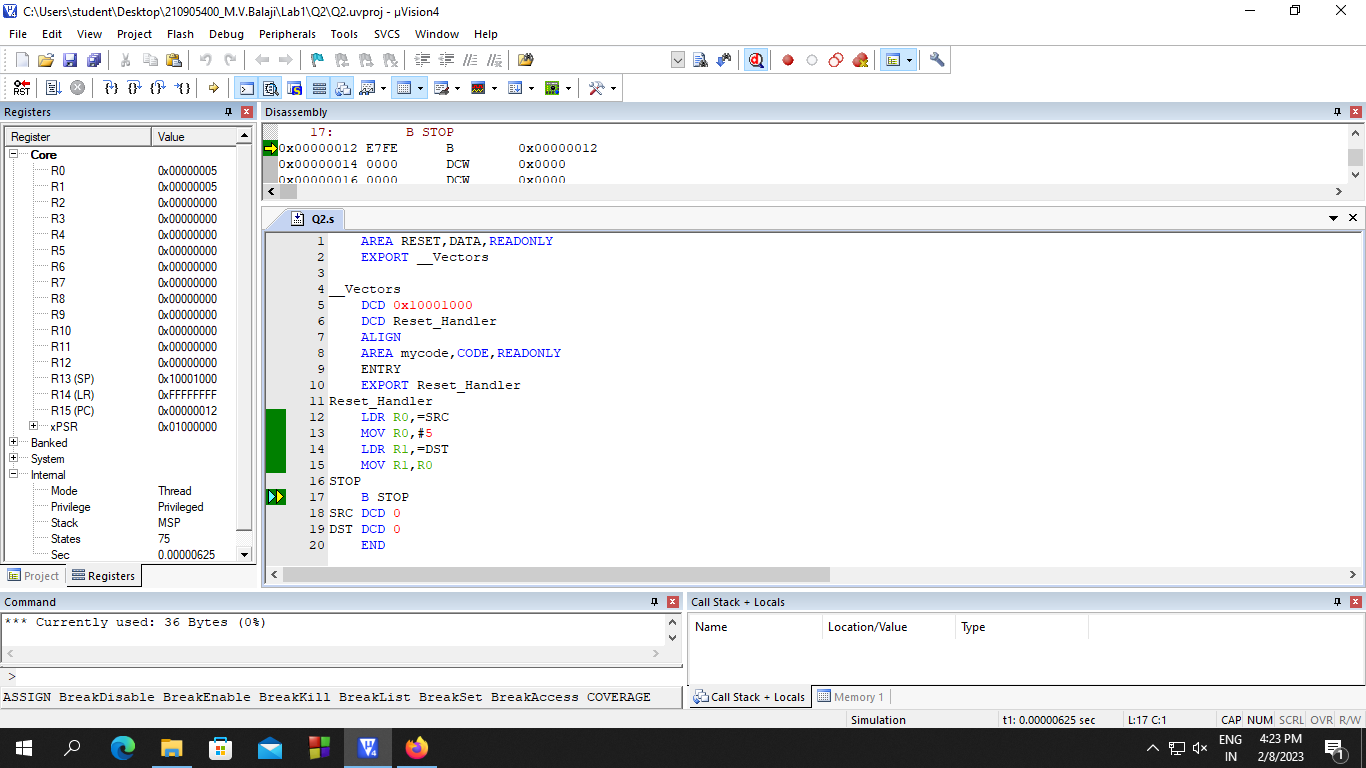 C:\Users\student\Desktop\210905400_M.V.Balaji\Lab1\Q2\Q2.uvproj - µVision4
File Edit View Project Flash Debug Peripherals Tools SVCS Window Help
Registers
Register Value
Core
R0 0x00000005
R1 0x00000005
R2 0x00000000
R3 0x00000000
R4 0x00000000
R5 0x00000000
R6 0x00000000
R7 0x00000000
R8 0x00000000
R9 0x00000000
R10 0x00000000
R11 0x00000000
R12 0x00000000
R13 (SP) 0x10001000
R14 (LR) 0xFFFFFFFF
R15 (PC) 0x00000012
xPSR 0x01000000
Banked
System
Internal
Mode Thread
Privilege Privileged
Stack MSP
States 75
Sec 0.00000625
Project Registers
Disassembly
17: B STOP
0x00000012 E7FE B 0x00000012
0x00000014 0000 DCW 0x0000
0x00000016 0000 DCW 0x0000
Q2.s
1 AREA RESET,DATA,READONLY
2 EXPORT __Vectors
3
4 __Vectors
5 DCD 0x10001000
6 DCD Reset_Handler
7 ALIGN
8 AREA mycode,CODE,READONLY
9 ENTRY
10 EXPORT Reset_Handler
11 Reset_Handler
12 LDR R0,=SRC
13 MOV R0,#5
14 LDR R1,=DST
15 MOV R1,R0
16 STOP
17 B STOP
18 SRC DCD 0
19 DST DCD 0
20 END
Command
*** Currently used: 36 Bytes (0%)
>
ASSIGN BreakDisable BreakEnable BreakKill BreakList BreakSet BreakAccess COVERAGE
Call Stack + Locals
Name Location/Value Type
Call Stack + Locals Memory 1
Simulation t1: 0.00000625 sec L:17 C:1 CAP NUM SCRL OVR R/W
ENG
IN
4:23 PM
2/8/2023
1